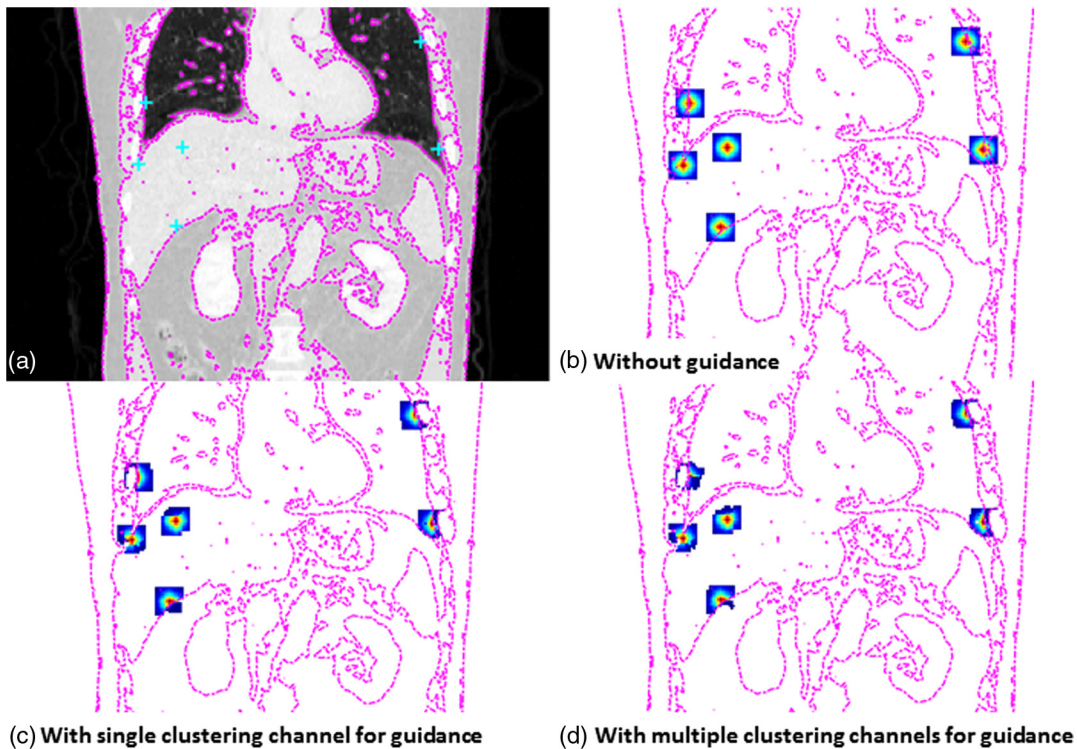 (a)
(b) Without guidance
(c) With single clustering channel for guidance
(d) With multiple clustering channels for guidance